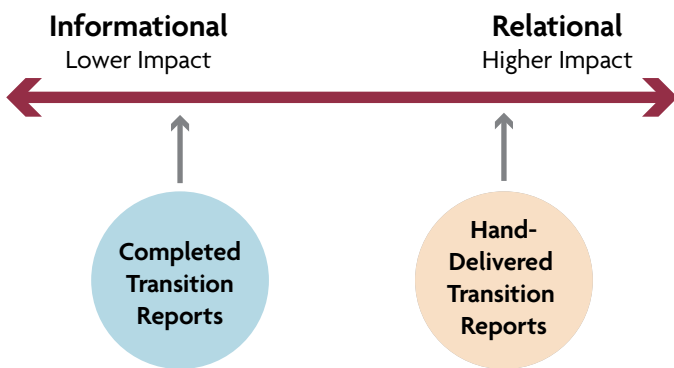 Informational
Lower Impact
Relational
Higher Impact
Completed
Transition
Reports
Hand-
Delivered
Transition
Reports